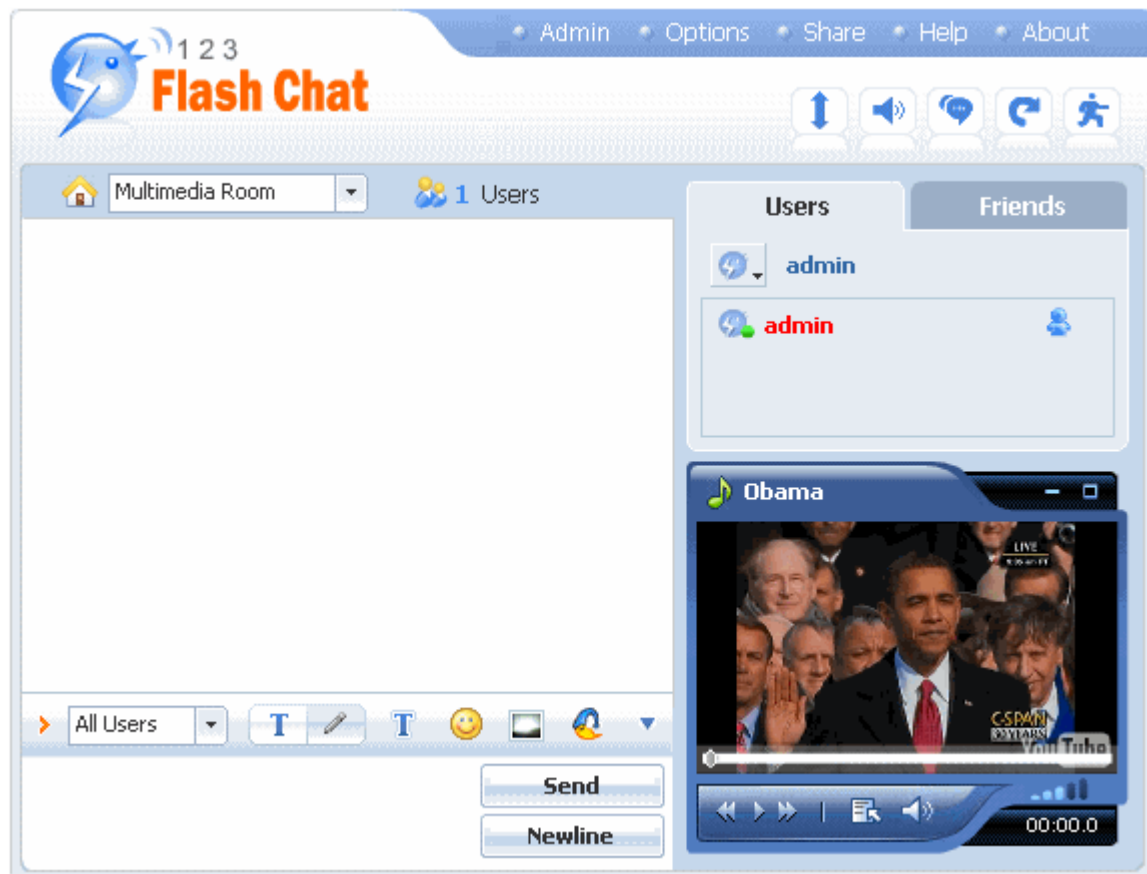 Admin Options Share Help About
1 2 3
Flash Chat
Multimedia Room
1 Users
Users Friends
admin
admin
Obama
LIVE
C-SPAN
YouTube
All Users
T T
Send
Newline
00:00.0